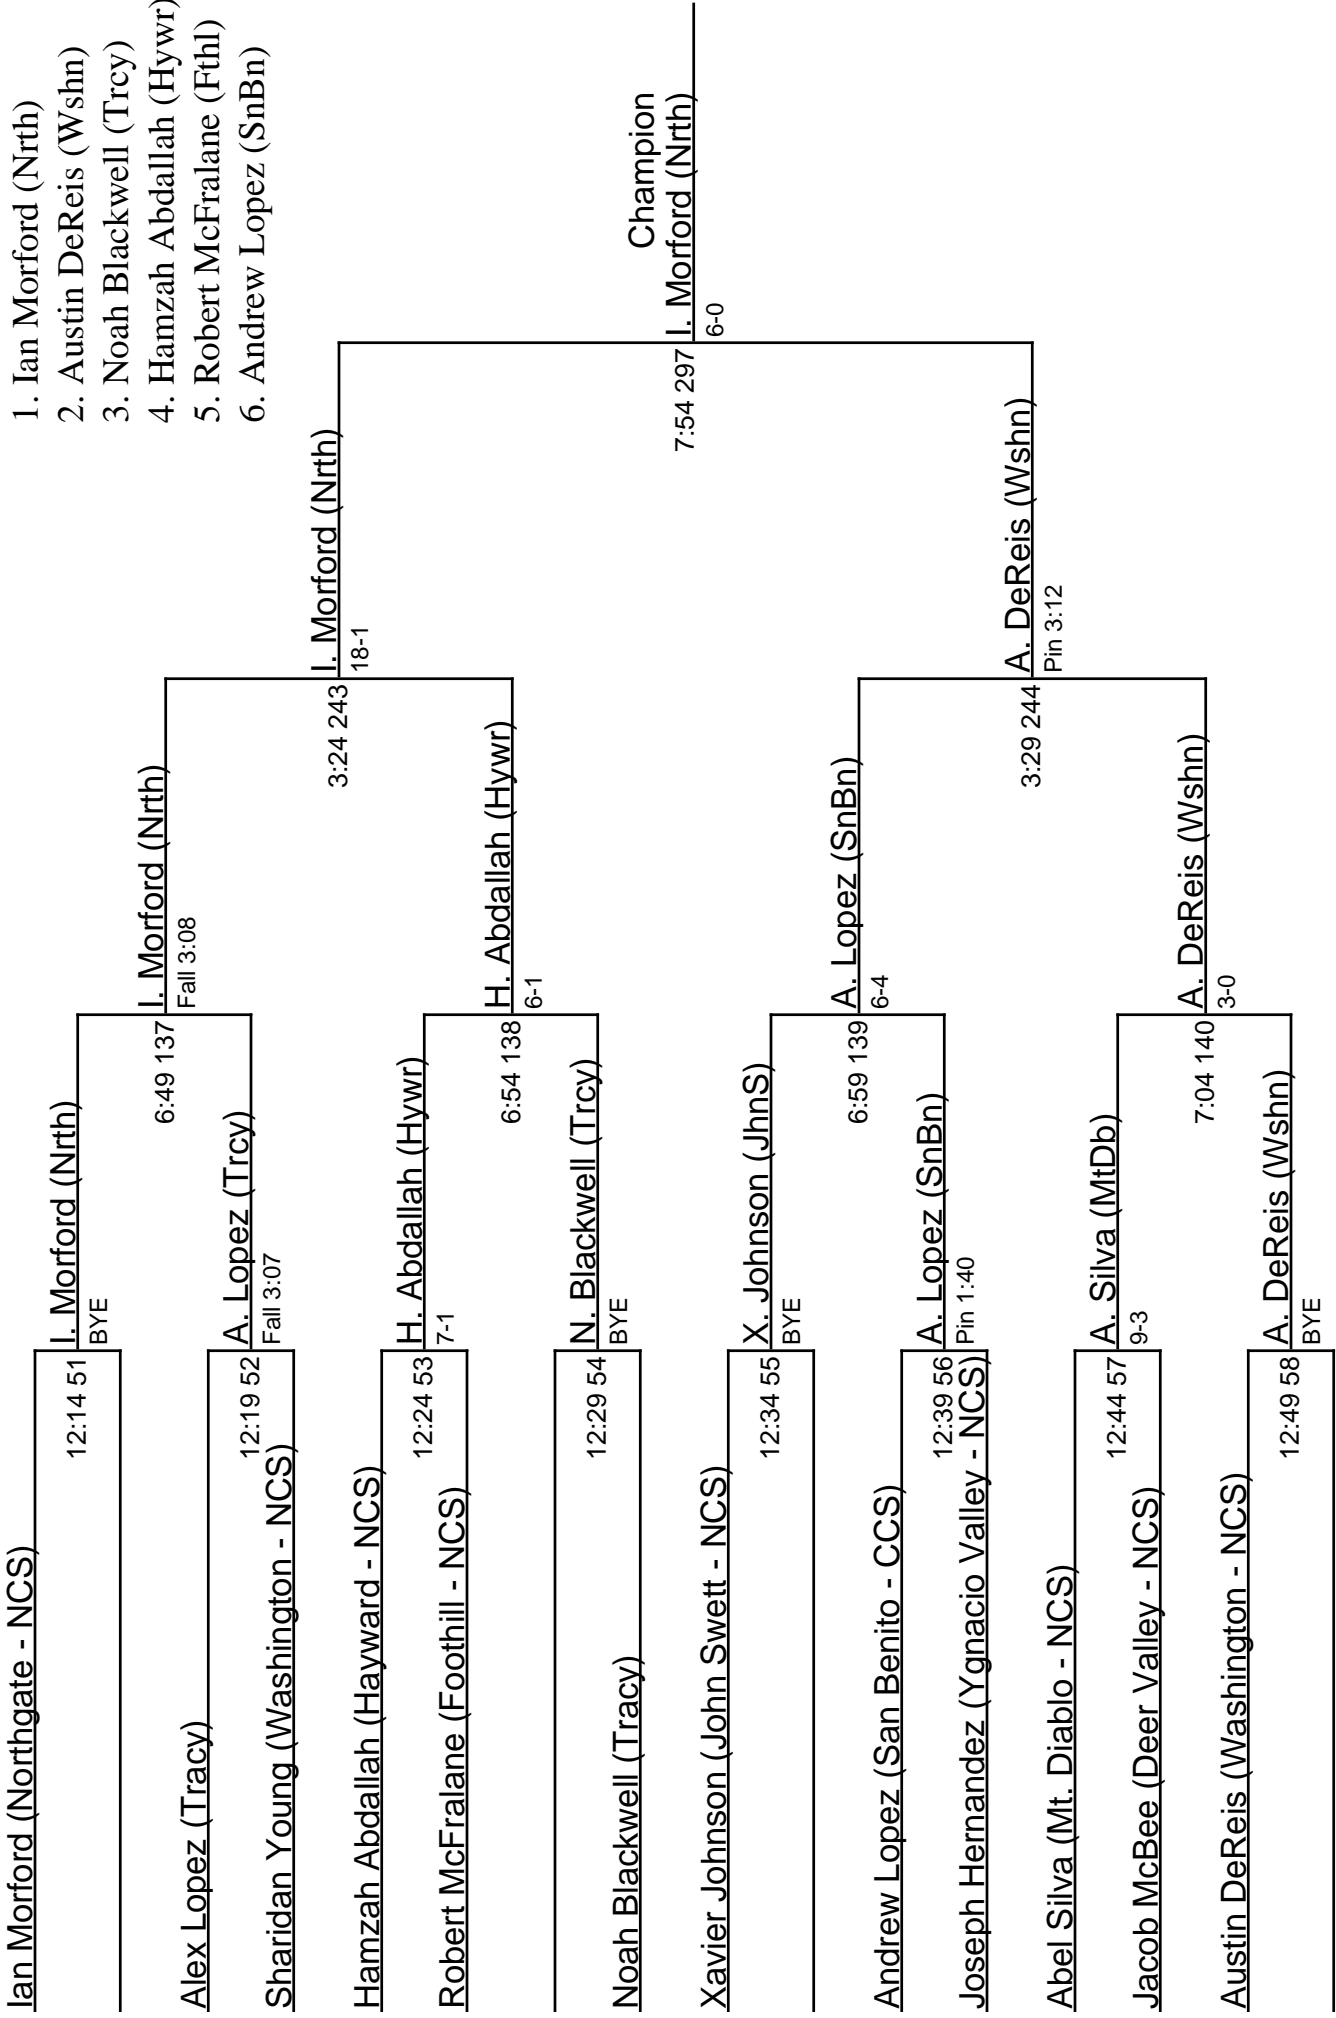 1. Ian Morford (Nrth)
2. Austin DeReis (Wshn)
3. Noah Blackwell (Trcy)
4. Hamzah Abdallah (Hywr)
5. Robert McFralane (Fthl)
6. Andrew Lopez (SnBn)
Ian Morford (Northgate - NCS)
12:14 51
Alex Lopez (Tracy)
12:19 52
Sharidan Young (Washington - NCS)
Hamzah Abdallah (Hayward - NCS)
12:24 53
Robert McFralane (Foothill - NCS)
12:29 54
Noah Blackwell (Tracy)
Xavier Johnson (John Swett - NCS)
12:34 55
Andrew Lopez (San Benito - CCS)
12:39 56
Joseph Hernandez (Ygnacio Valley - NCS)
Abel Silva (Mt. Diablo - NCS)
12:44 57
Jacob McBee (Deer Valley - NCS)
Austin DeReis (Washington - NCS)
12:49 58
I. Morford (Nrth)
BYE
6:49 137
A. Lopez (Trcy)
Fall 3:07
H. Abdallah (Hywr)
7-1
6:54 138
N. Blackwell (Trcy)
BYE
X. Johnson (JhnS)
BYE
6:59 139
A. Lopez (SnBn)
Pin 1:40
A. Silva (MtDb)
9-3
7:04 140
A. DeReis (Wshn)
BYE
I. Morford (Nrth)
Fall 3:08
3:24 243
H. Abdallah (Hywr)
6-1
A. Lopez (SnBn)
6-4
3:29 244
A. DeReis (Wshn)
3-0
I. Morford (Nrth)
18-1
7:54 297
A. DeReis (Wshn)
Pin 3:12
Champion
I. Morford (Nrth)
6-0